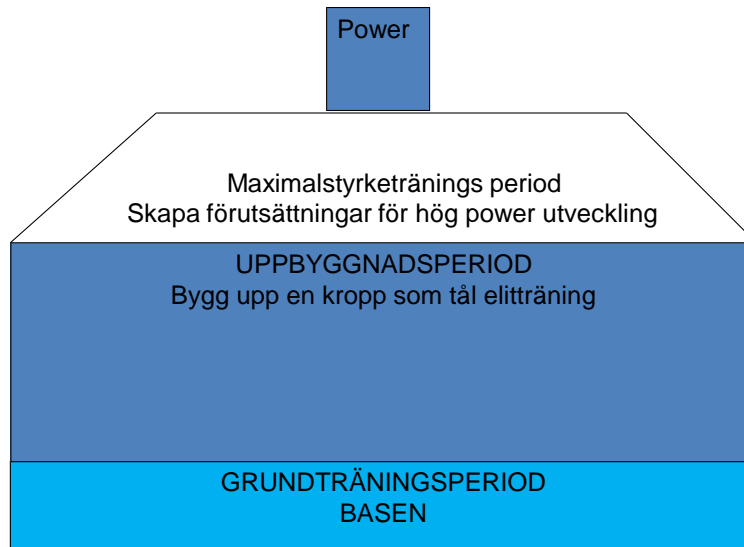 Power
Maximalstyrketränings period
Skapa förutsättningar för hög power utveckling
UPPBYGGNADSPERIOD
Bygg upp en kropp som tål elitträning
GRUNDTRÄNINGSPERIOD
BASEN